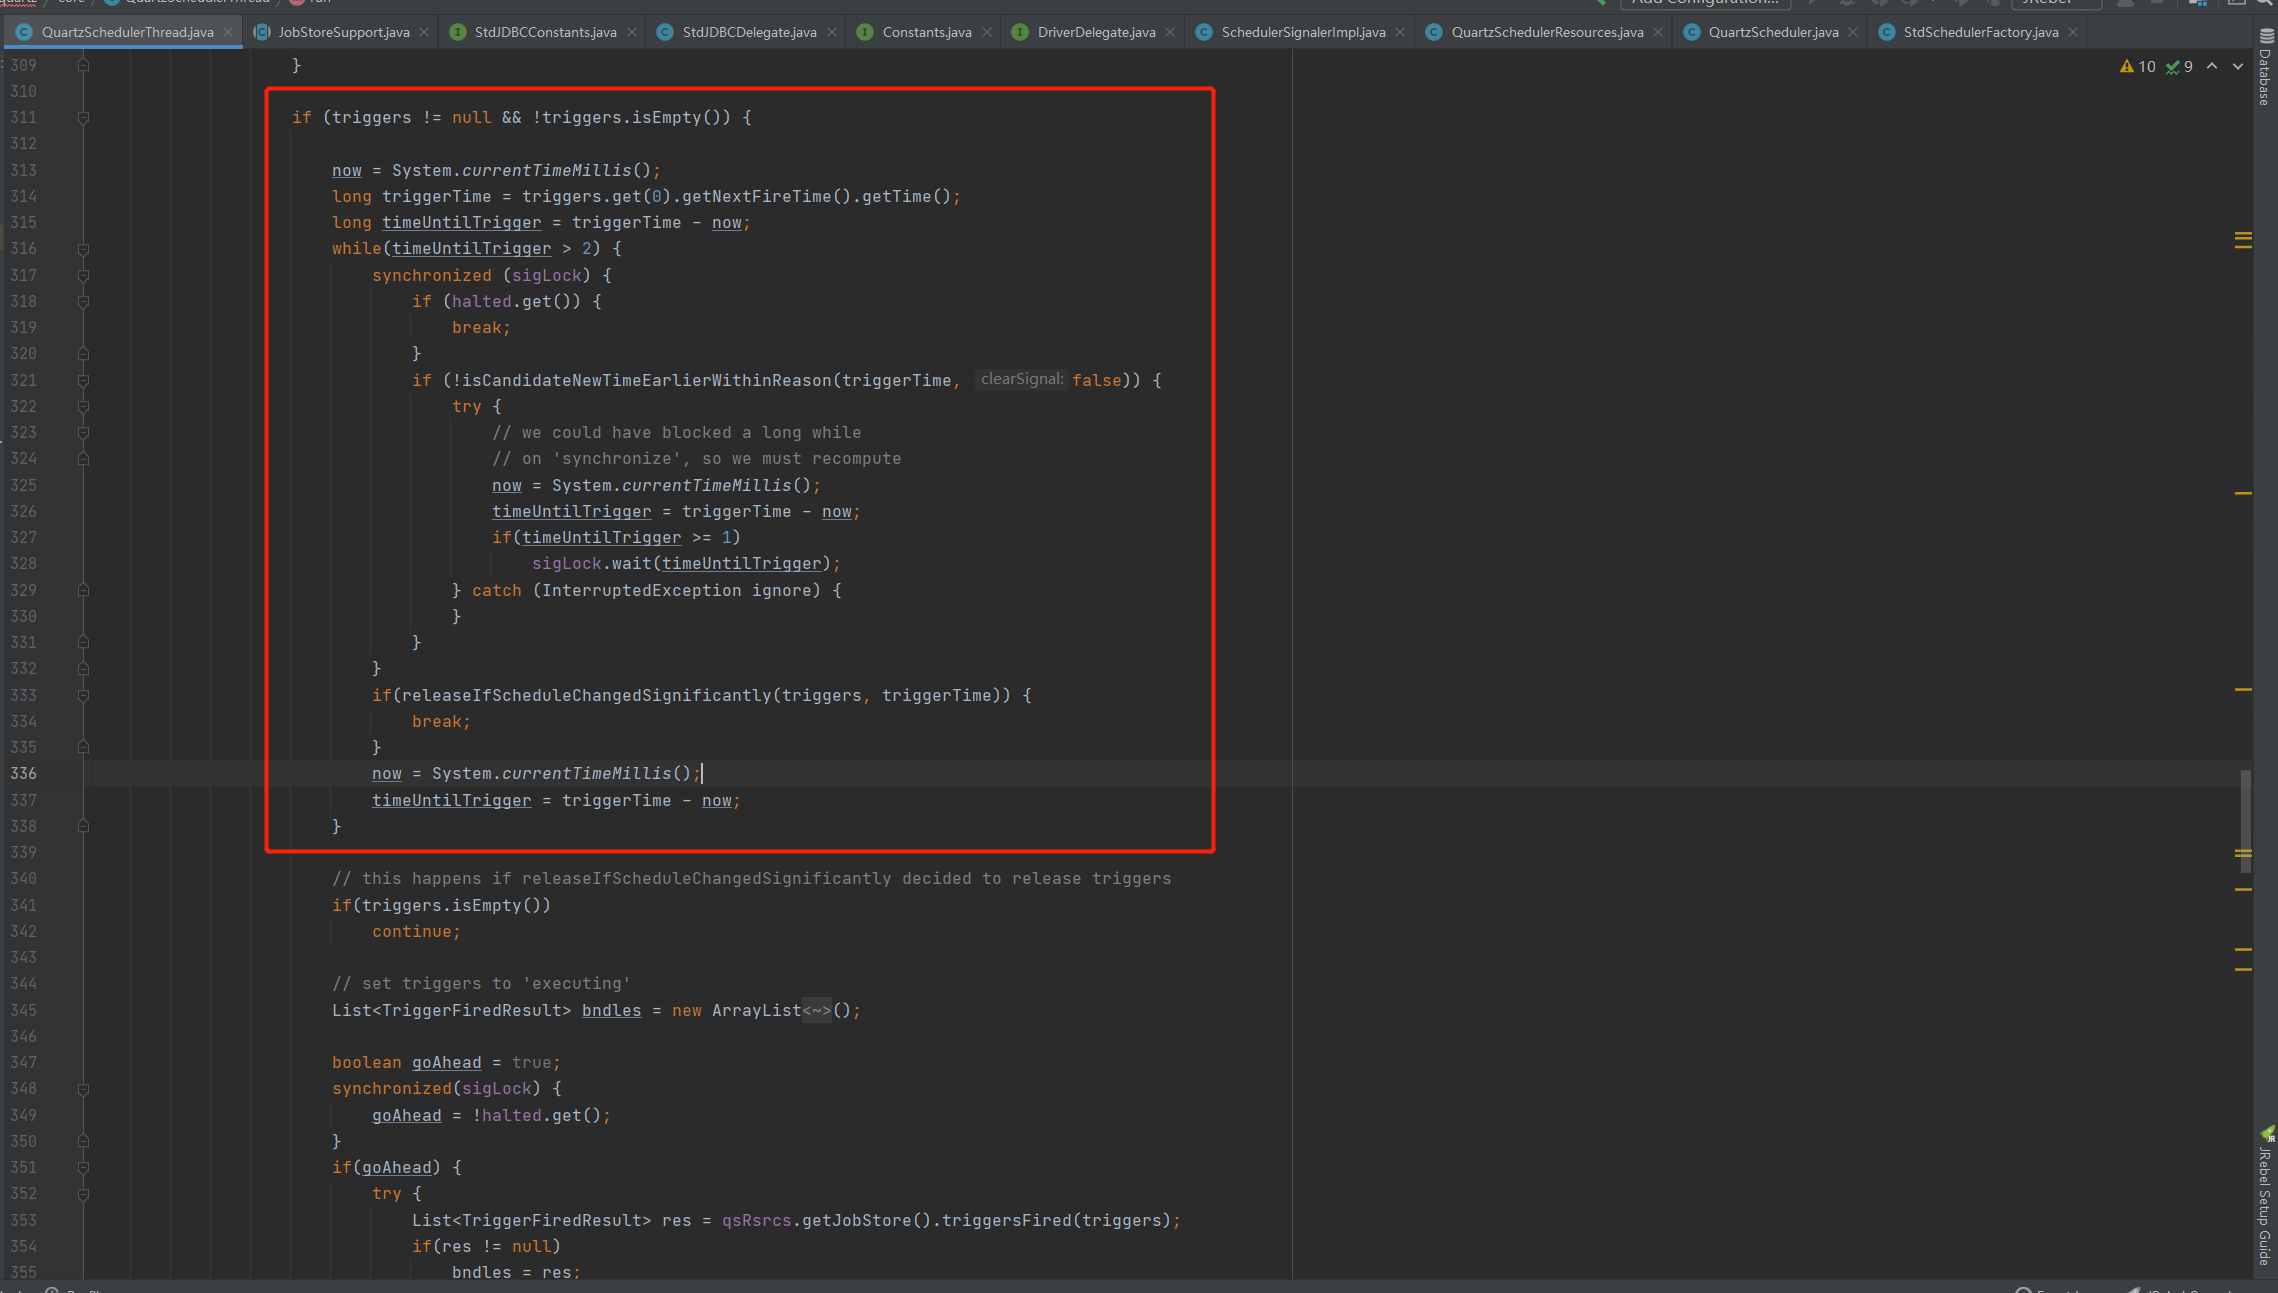 QuartzSchedulerThread.java JobStoreSupport.java StdJDBCConstants.java StdJDBCDelegate.java Constants.java DriverDelegate.java SchedulerSignalerImpl.java QuartzSchedulerResources.java QuartzScheduler.java StdSchedulerFactory.java
10 9
Database
309 }
310
311 if (triggers != null && !triggers.isEmpty()) {
312
313 now = System.currentTimeMillis();
314 long triggerTime = triggers.get(0).getNextFireTime().getTime();
315 long timeUntilTrigger = triggerTime - now;
316 while(timeUntilTrigger > 2) {
317 synchronized (sigLock) {
318 if (halted.get()) {
319 break;
320 }
321 if (!isCandidateNewTimeEarlierWithinReason(triggerTime, clearSignal: false)) {
322 try {
323 // we could have blocked a long while
324 // on 'synchronize', so we must recompute
325 now = System.currentTimeMillis();
326 timeUntilTrigger = triggerTime - now;
327 if(timeUntilTrigger >= 1)
328 sigLock.wait(timeUntilTrigger);
329 } catch (InterruptedException ignore) {
330 }
331 }
332 }
333 if(releaseIfScheduleChangedSignificantly(triggers, triggerTime)) {
334 break;
335 }
336 now = System.currentTimeMillis();
337 timeUntilTrigger = triggerTime - now;
338 }
339
340 // this happens if releaseIfScheduleChangedSignificantly decided to release triggers
341 if(triggers.isEmpty())
342 continue;
343
344 // set triggers to 'executing'
345 List<TriggerFiredResult> bndles = new ArrayList<~>();
346
347 boolean goAhead = true;
348 synchronized(sigLock) {
349 goAhead = !halted.get();
350 }
351 if(goAhead) {
352 try {
353 List<TriggerFiredResult> res = qsRsrcs.getJobStore().triggersFired(triggers);
354 if(res != null)
355 bndles = res;
JRebel Setup Guide